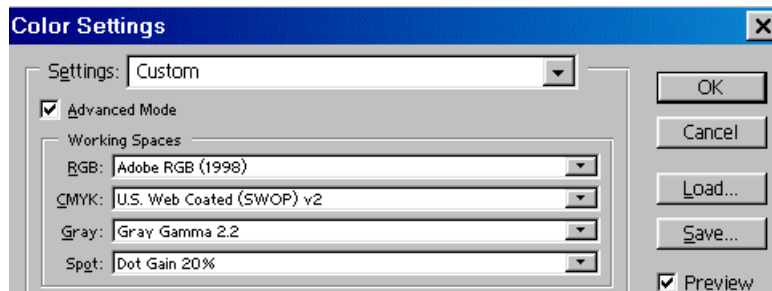 Color Settings
Settings: Custom
Advanced Mode
Working Spaces
RGB: Adobe RGB (1998)
CMYK: U.S. Web Coated (SWOP) v2
Gray: Gray Gamma 2.2
Spot: Dot Gain 20%
OK
Cancel
Load...
Save...
Preview